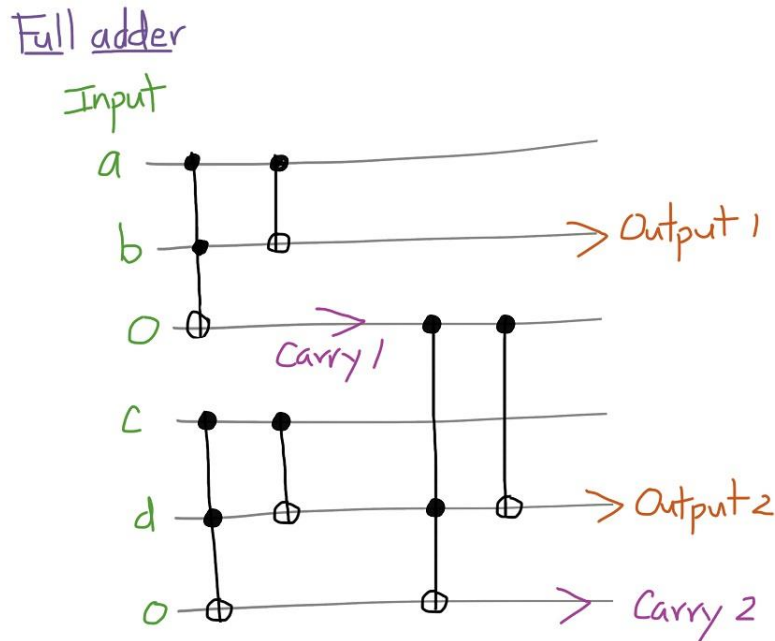 Full adder
Input
a
b
Output 1
0
Carry 1
c
d
Output 2
0
Carry 2